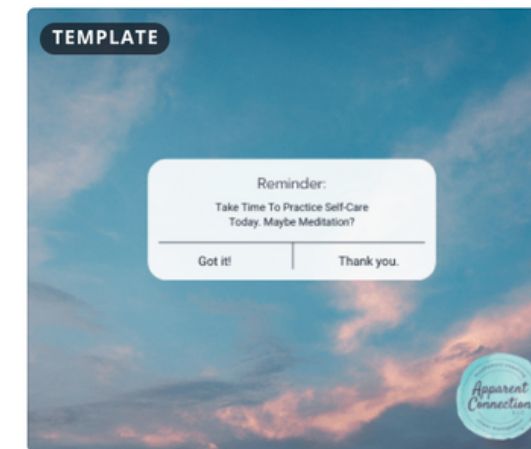 TEMPLATE
Reminder:
Take Time To Practice Self-Care
Today. Maybe Meditation?
Got it!
Thank you.
Apparent
Connection